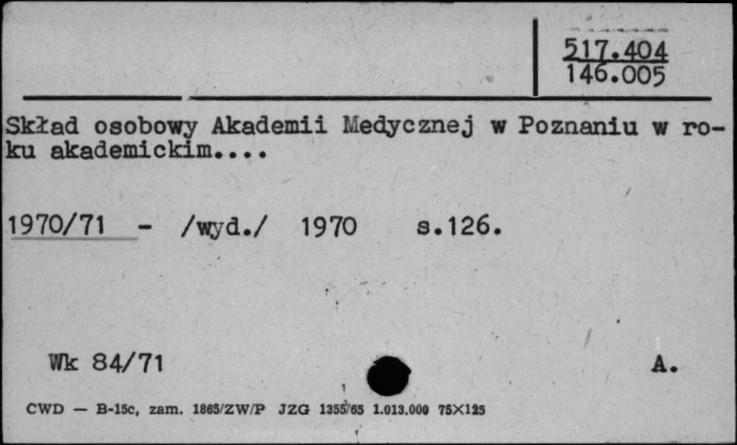 517.404
146.005
Skład osobowy Akademii Medycznej w Poznaniu w ro-
ku akademickim....
1970/71 - /wyd./ 1970 s.126.
Wk 84/71 A.
CWD — B-15c, zam. 1865/ZW/P JZG 1355/65 1.013.000 75X125